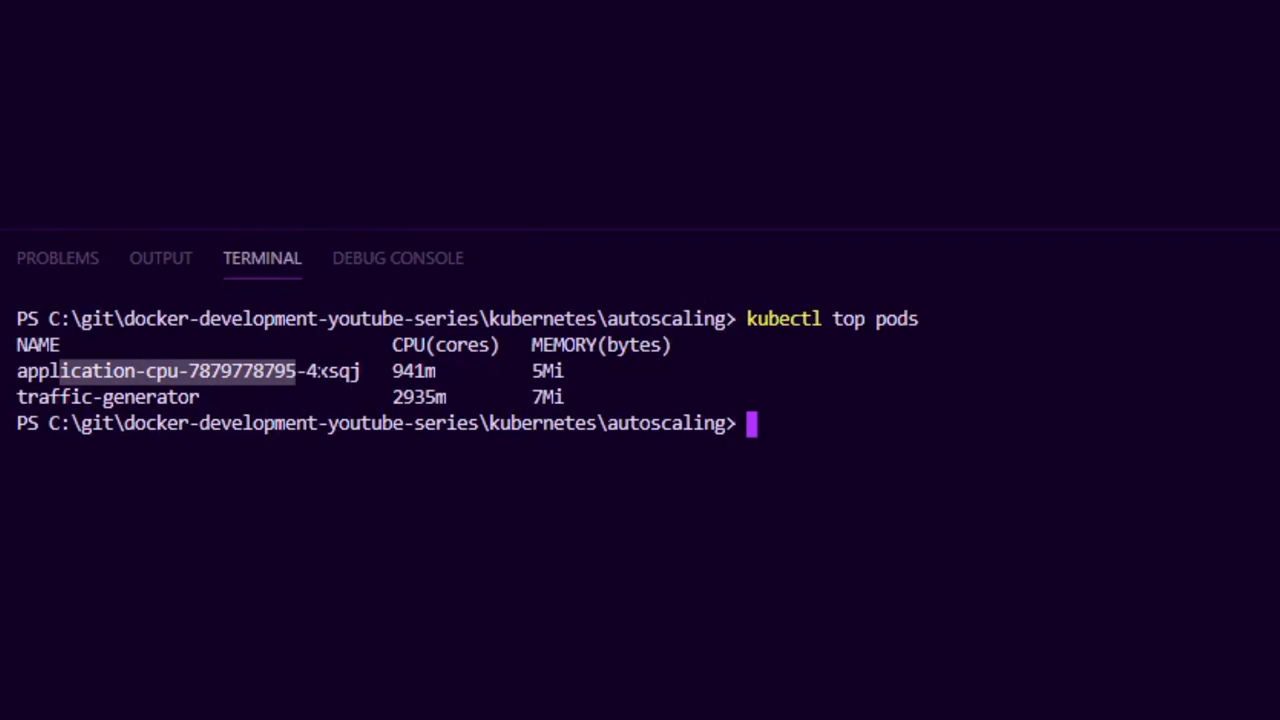 PROBLEMS OUTPUT TERMINAL DEBUG CONSOLE
PS C:\git\docker-development-youtube-series\kubernetes\autoscaling> kubectl top pods
NAME CPU(cores) MEMORY(bytes)
application-cpu-7879778795-4xsqj 941m 5Mi
traffic-generator 2935m 7Mi
PS C:\git\docker-development-youtube-series\kubernetes\autoscaling>